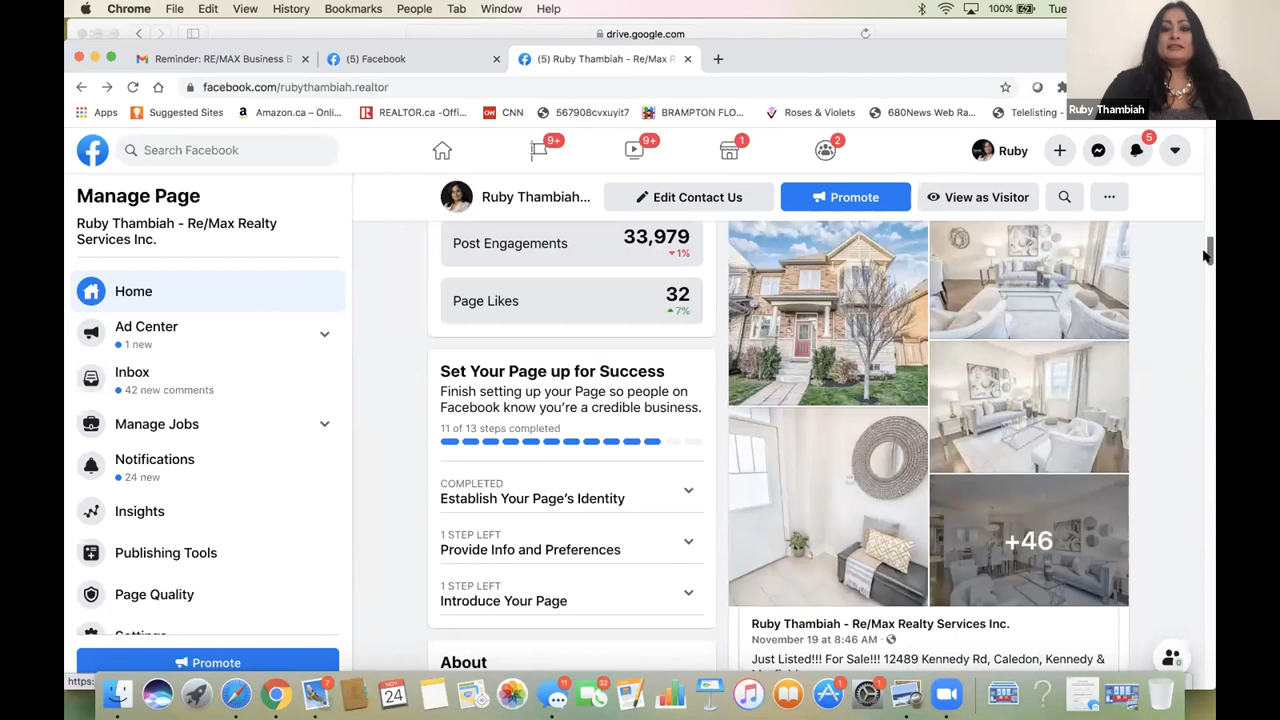 Chrome File Edit View History Bookmarks People Tab Window Help 100% Tue
drive.google.com
Reminder: RE/MAX Business B (5) Facebook (5) Ruby Thambiah - Re/Max R
facebook.com/rubythambiah.realtor
Ruby Thambiah
Apps Suggested Sites Amazon.ca – Onli... REALTOR.ca -Offi... CNN 567908cvxuyit7 BRAMPTON FLO... Roses & Violets 680News Web Ra... Telelisting -
Search Facebook 9+ 9+ 1 2 Ruby 5
Manage Page
Ruby Thambiah - Re/Max Realty
Services Inc.
Home
Ad Center
1 new
Inbox
42 new comments
Manage Jobs
Notifications
24 new
Insights
Publishing Tools
Page Quality
Promote
https:
Ruby Thambiah... Edit Contact Us Promote View as Visitor
Post Engagements 33,979
1%
Page Likes 32
7%
Set Your Page up for Success
Finish setting up your Page so people on
Facebook know you're a credible business.
11 of 13 steps completed
COMPLETED
Establish Your Page's Identity
1 STEP LEFT
Provide Info and Preferences
1 STEP LEFT
Introduce Your Page
About
+46
Ruby Thambiah - Re/Max Realty Services Inc.
November 19 at 8:46 AM
Just Listed!!! For Sale!!! 12489 Kennedy Rd, Caledon, Kennedy &
0
7 NOV 24 11 32 1 1